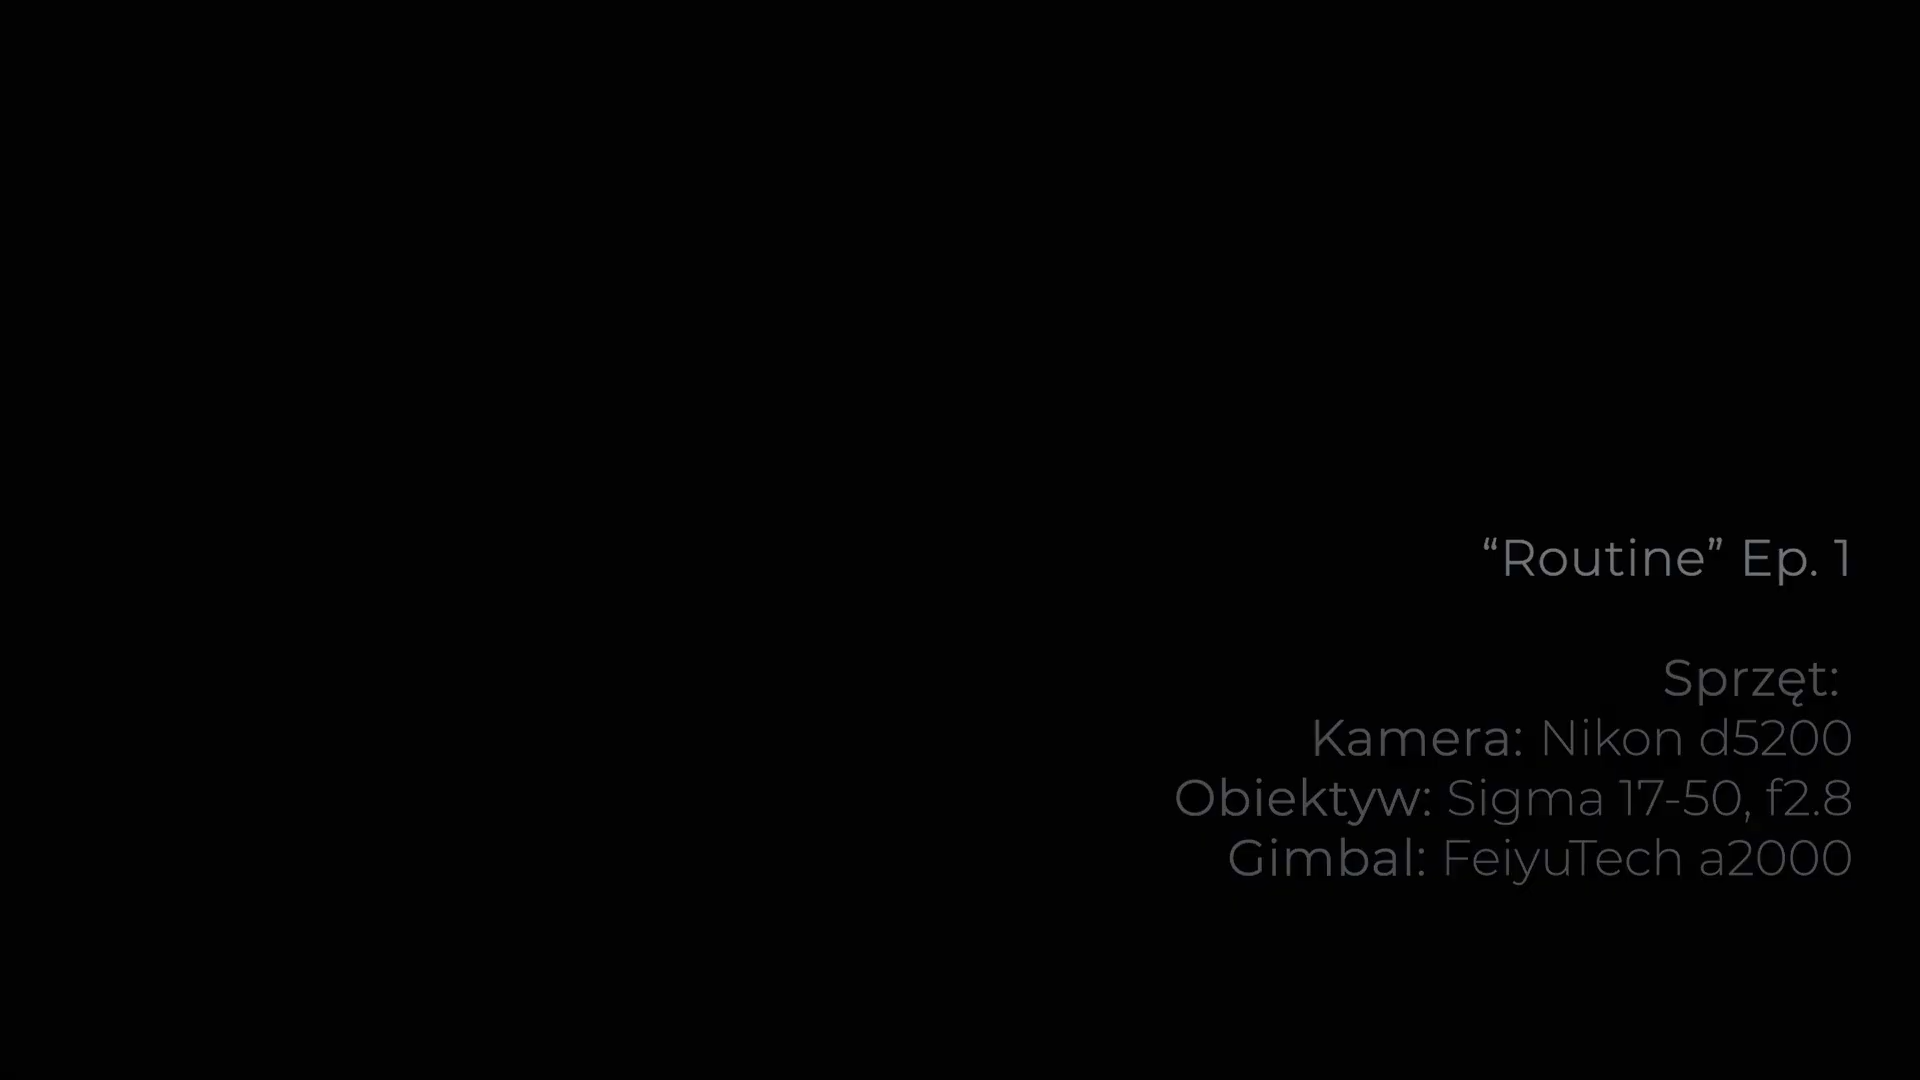 “Routine” Ep. 1
Sprzęt:
Kamera: Nikon d5200
Obiektyw: Sigma 17-50, f2.8
Gimbal: FeiyuTech a2000